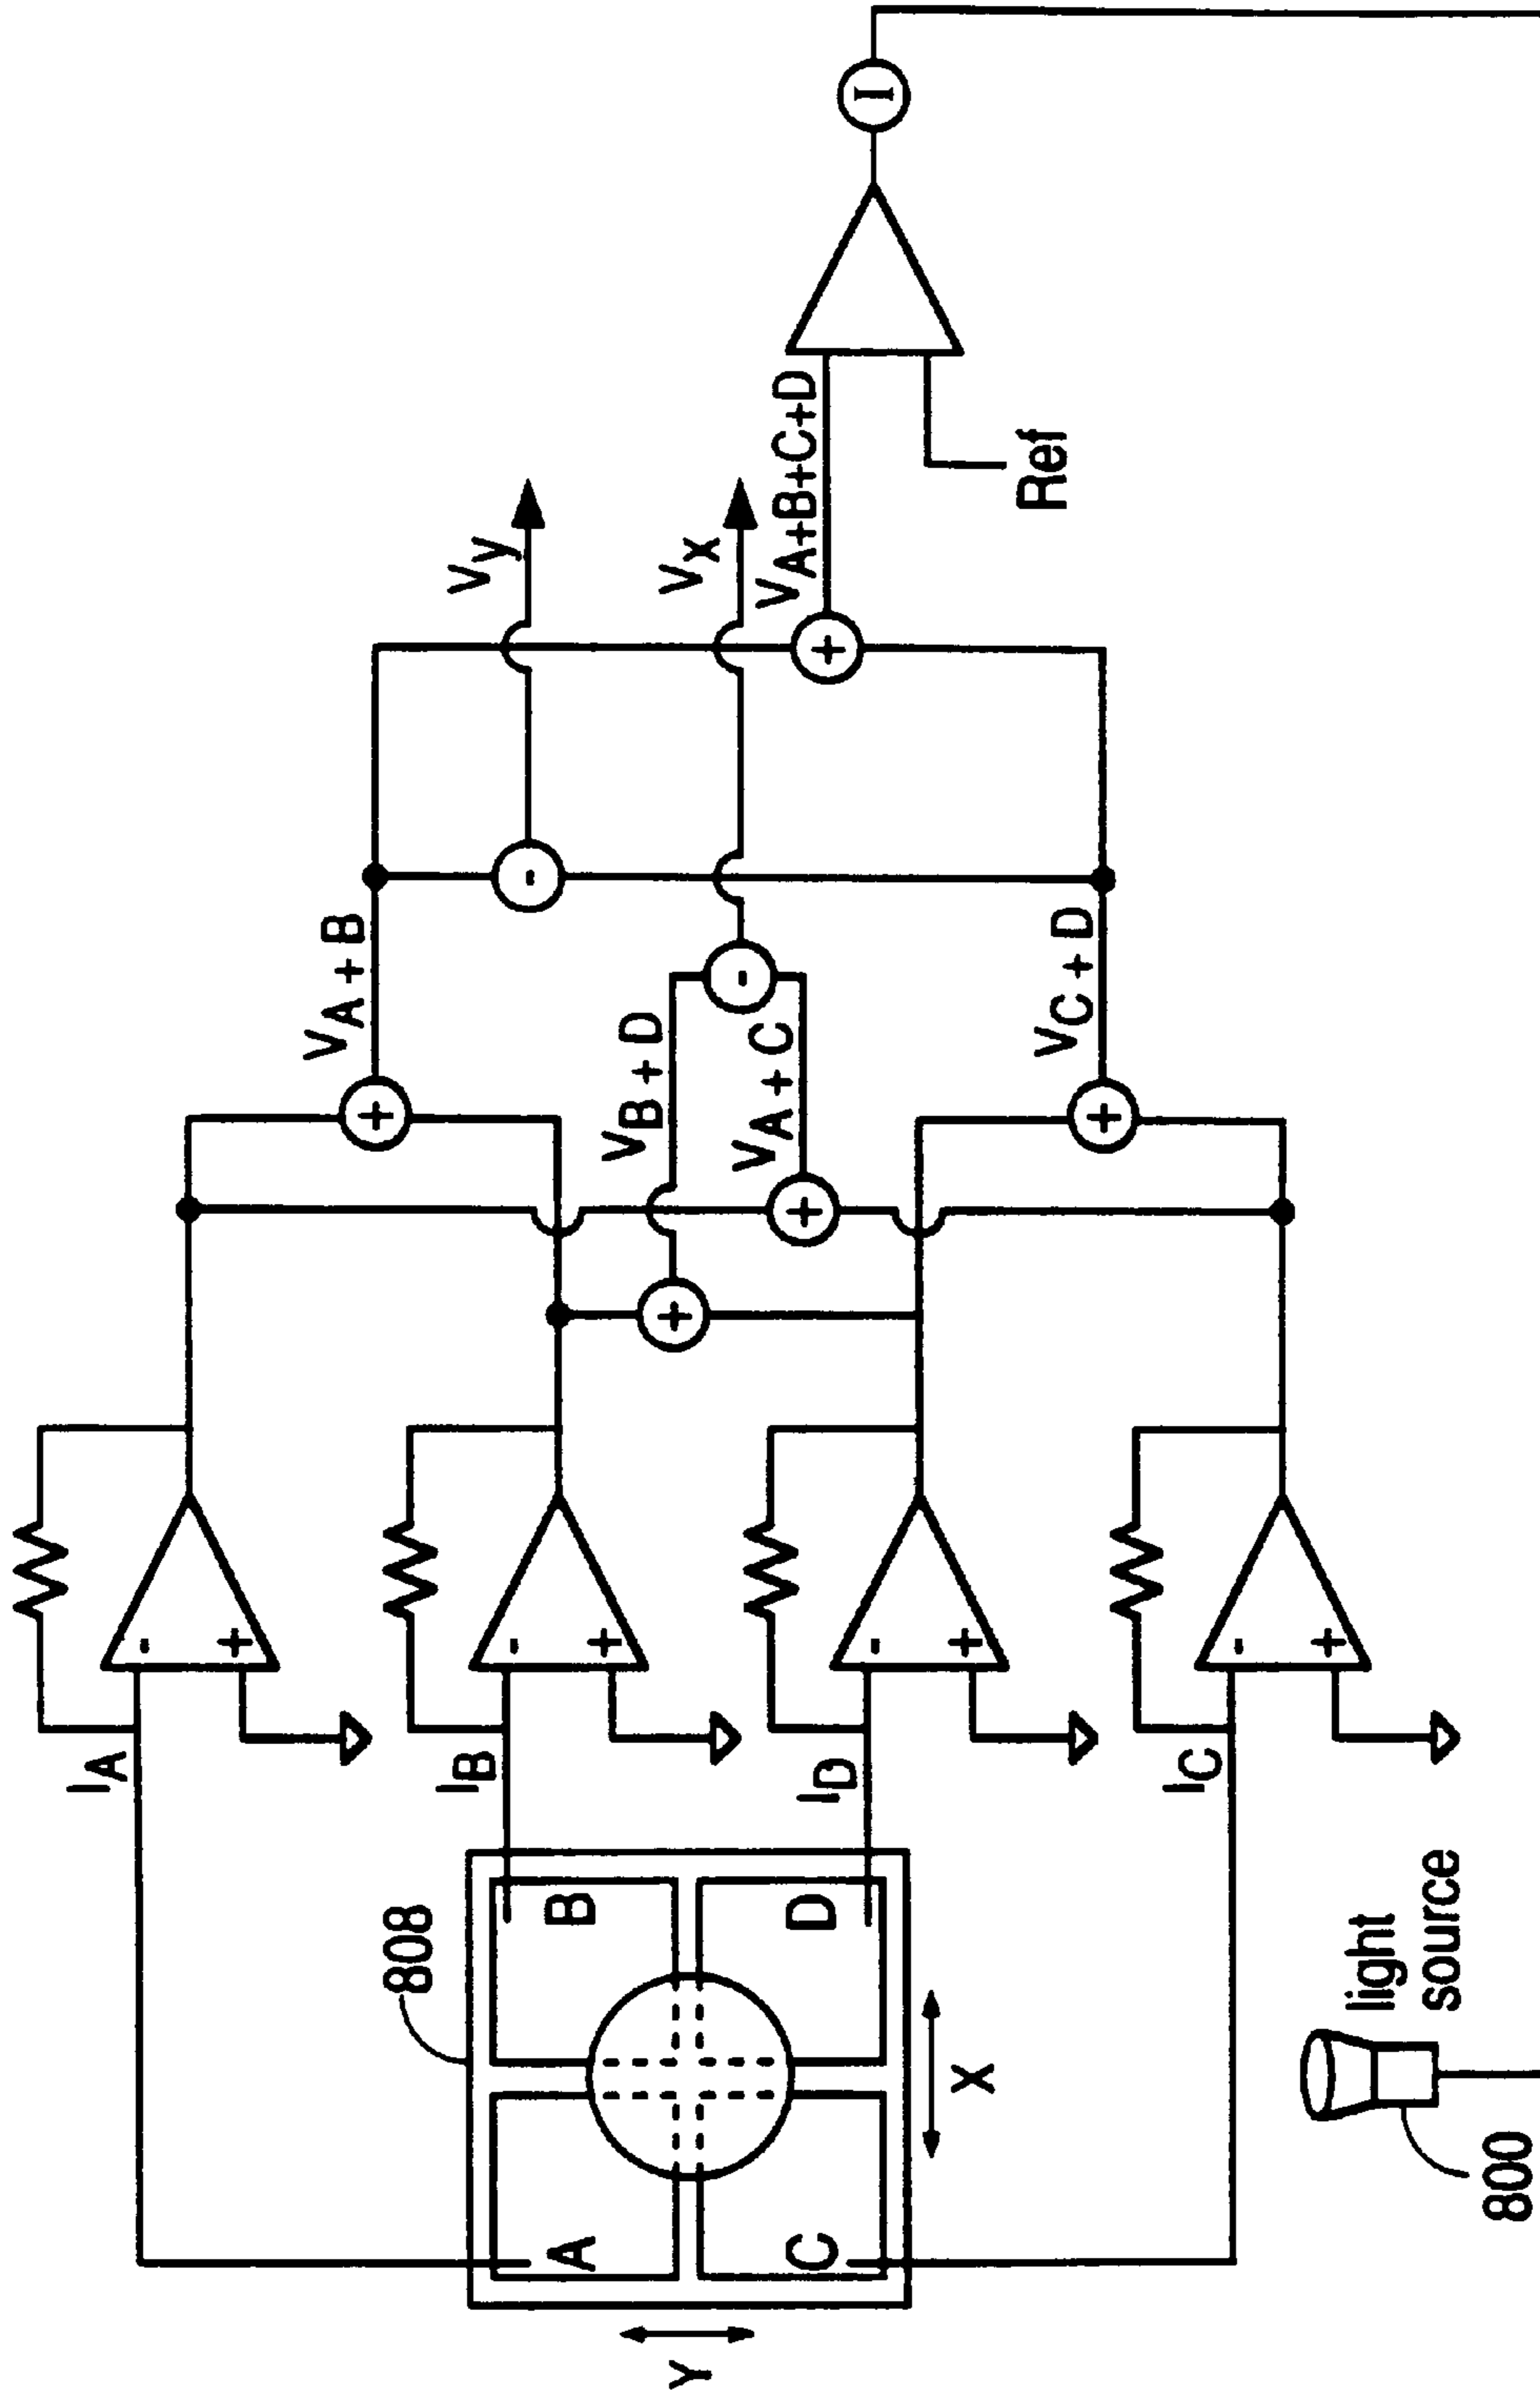 808
A
B
C
D
Y
X
800
light
source
IA
IB
ID
IC
-
+
-
+
-
+
-
+
+
+
+
+
VA + B
VB + D
VA + C
VC + D
-
-
+
Vy
Vx
VA+B+C+D
Ref
I